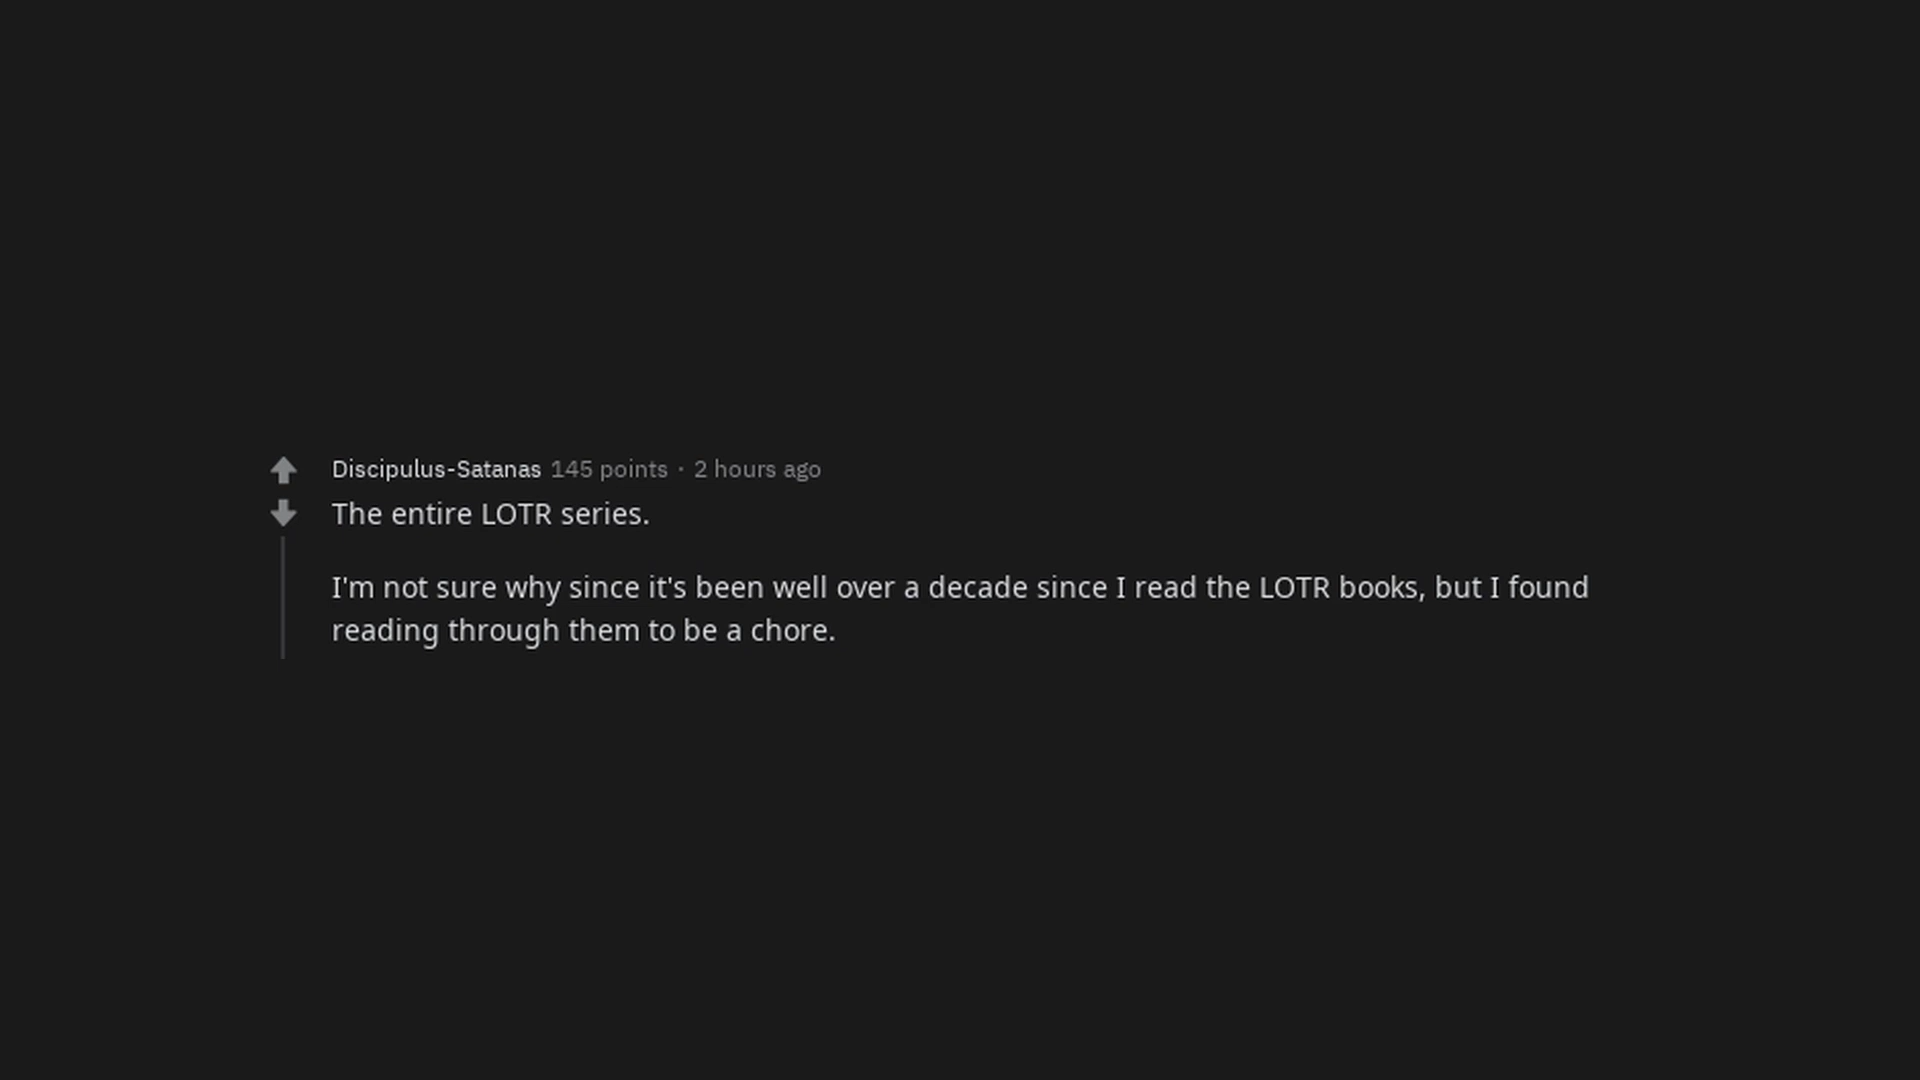 Discipulus-Satanas 145 points · 2 hours ago
The entire LOTR series.
I'm not sure why since it's been well over a decade since I read the LOTR books, but I found
reading through them to be a chore.